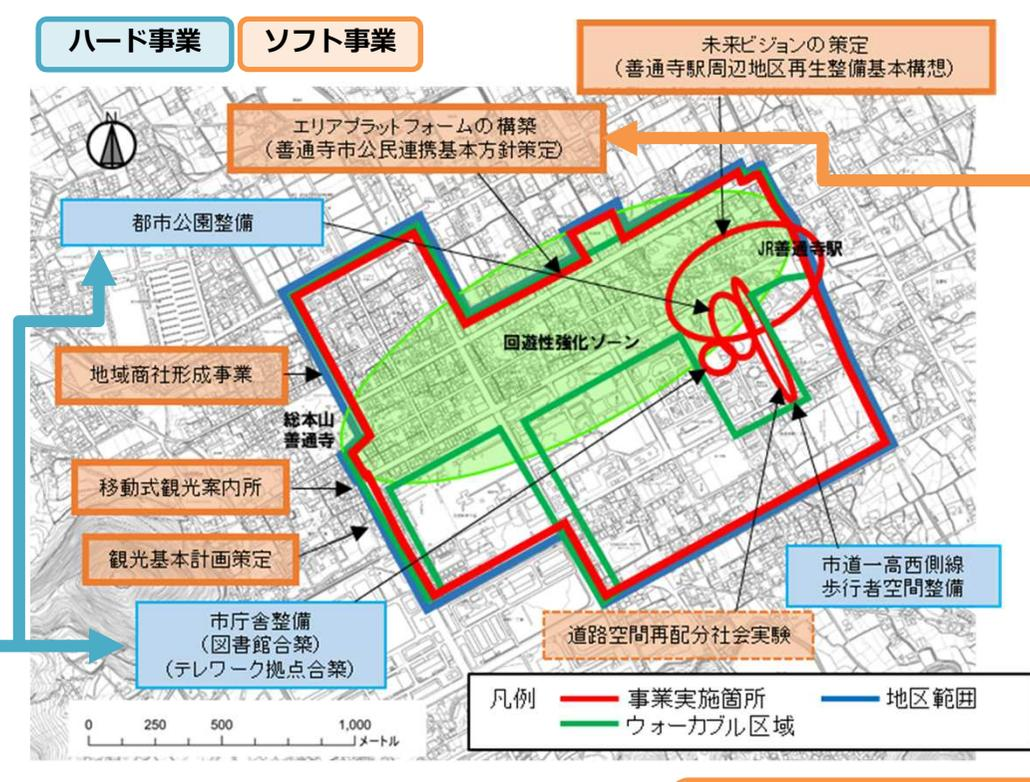 ハード事業
ソフト事業
未来ビジョンの策定
（善通寺駅周辺地区再生整備基本構想）
N
エリアプラットフォームの構築
（善通寺市公民連携基本方針策定）
都市公園整備
JR善通寺駅
回遊性強化ゾーン
地域商社形成事業
総本山
善通寺
移動式観光案内所
観光基本計画策定
市道一高西側線
歩行者空間整備
市庁舎整備
（図書館合築）
（テレワーク拠点合築）
道路空間再配分社会実験
凡例
事業実施箇所
地区範囲
ウォーカブル区域
0 250 500 1,000
メートル